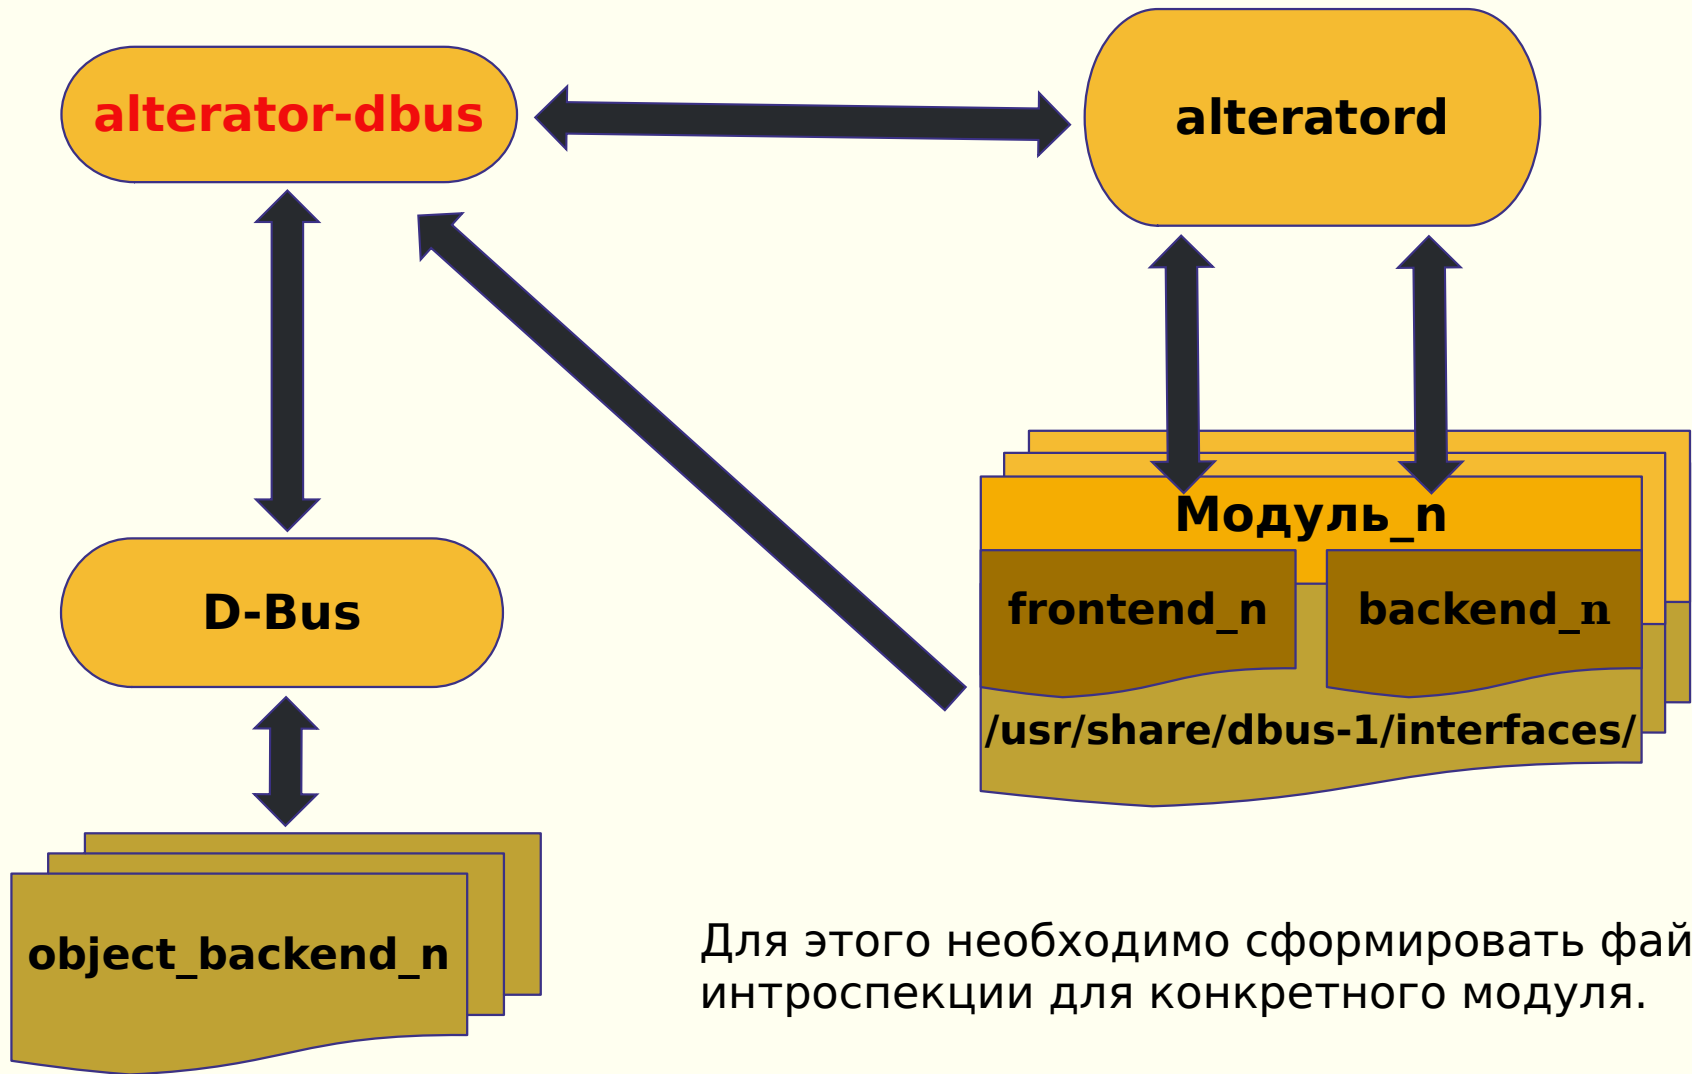 alterator-dbus
alteratord
Модуль_n
frontend_n
backend_n
D-Bus
/usr/share/dbus-1/interfaces/
object_backend_n
Для этого необходимо сформировать фай
интроспекции для конкретного модуля.